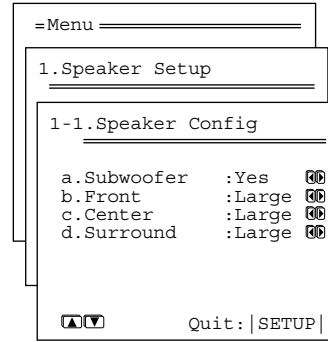 =Menu
1.Speaker Setup
1-1.Speaker Config
a.Subwoofer :Yes
b.Front :Large
c.Center :Large
d.Surround :Large
Quit:|SETUP|